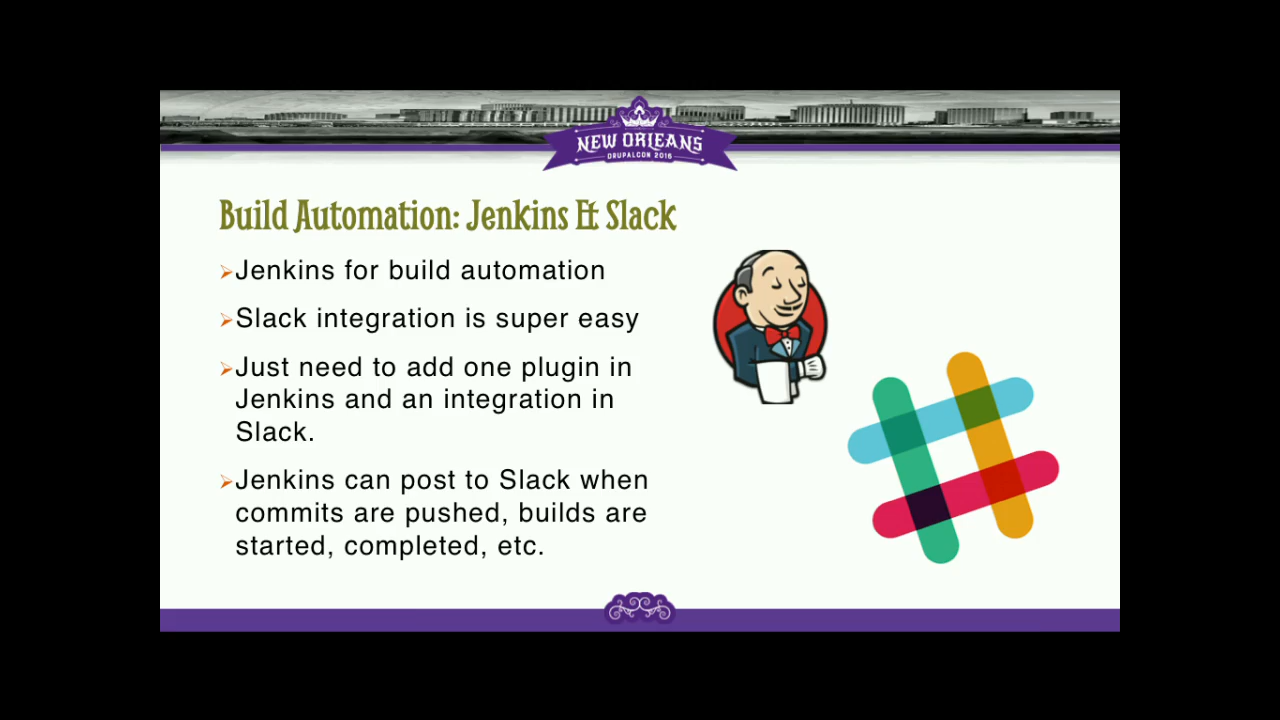 NEW ORLEANS
DRUPALCON 2016
Build Automation: Jenkins & Slack
➢Jenkins for build automation
➢Slack integration is super easy
➢Just need to add one plugin in
Jenkins and an integration in
Slack.
➢Jenkins can post to Slack when
commits are pushed, builds are
started, completed, etc.